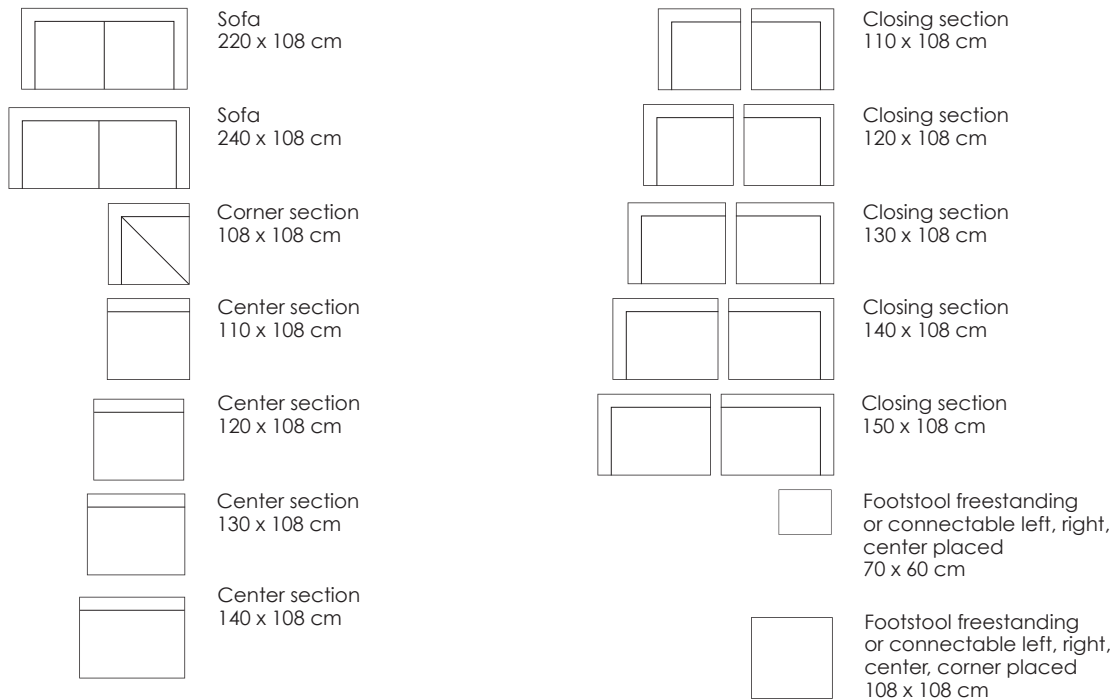 Sofa
220 x 108 cm
Sofa
240 x 108 cm
Corner section
108 x 108 cm
Center section
110 x 108 cm
Center section
120 x 108 cm
Center section
130 x 108 cm
Center section
140 x 108 cm
Closing section
110 x 108 cm
Closing section
120 x 108 cm
Closing section
130 x 108 cm
Closing section
140 x 108 cm
Closing section
150 x 108 cm
Footstool freestanding
or connectable left, right,
center placed
70 x 60 cm
Footstool freestanding
or connectable left, right,
center, corner placed
108 x 108 cm